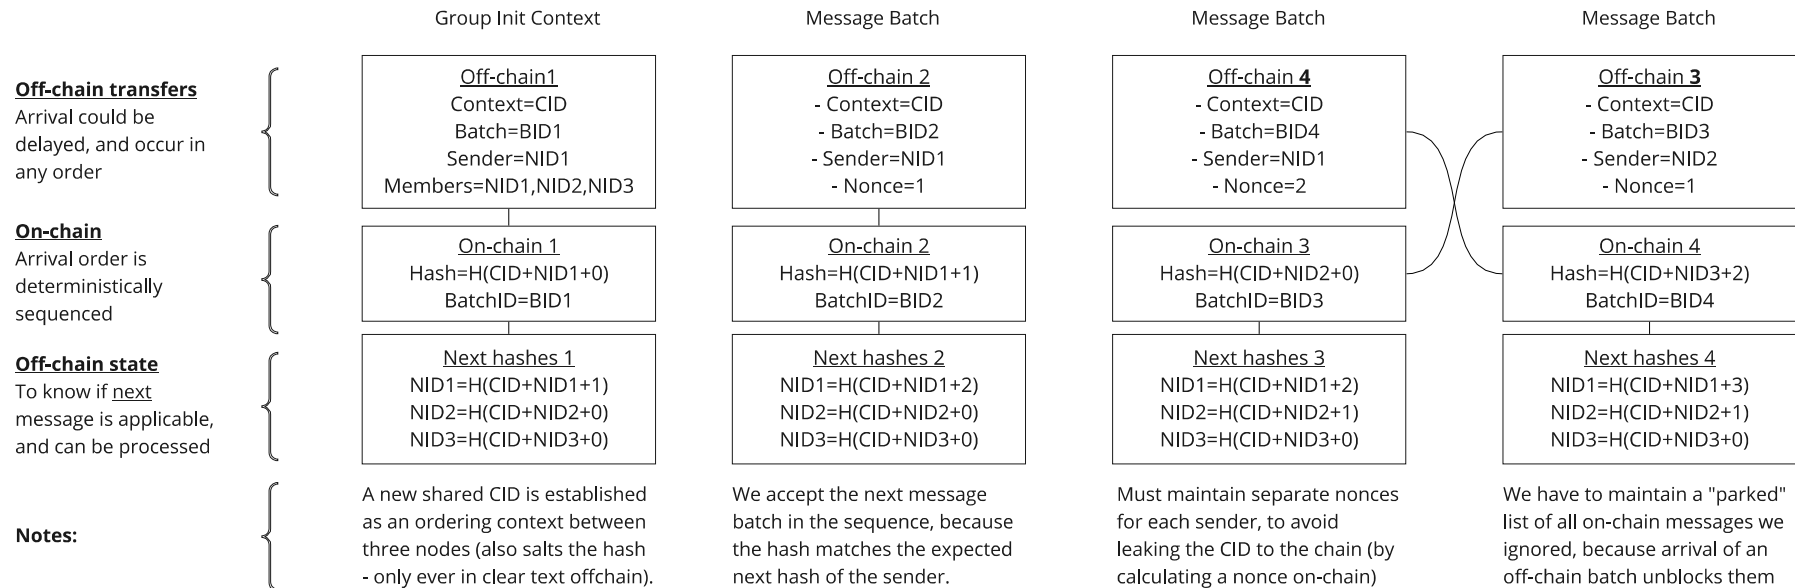 Group Init Context
Message Batch
Message Batch
Message Batch
Off-chain transfers
Arrival could be
delayed, and occur in
any order
Off-chain1
Context=CID
Batch=BID1
Sender=NID1
Members=NID1,NID2,NID3
Off-chain 2
- Context=CID
- Batch=BID2
- Sender=NID1
- Nonce=1
Off-chain 4
- Context=CID
- Batch=BID4
- Sender=NID1
- Nonce=2
Off-chain 3
- Context=CID
- Batch=BID3
- Sender=NID2
- Nonce=1
On-chain
Arrival order is
deterministically
sequenced
On-chain 1
Hash=H(CID+NID1+0)
BatchID=BID1
On-chain 2
Hash=H(CID+NID1+1)
BatchID=BID2
On-chain 3
Hash=H(CID+NID2+0)
BatchID=BID3
On-chain 4
Hash=H(CID+NID3+2)
BatchID=BID4
Off-chain state
To know if next
message is applicable,
and can be processed
Next hashes 1
NID1=H(CID+NID1+1)
NID2=H(CID+NID2+0)
NID3=H(CID+NID3+0)
Next hashes 2
NID1=H(CID+NID1+2)
NID2=H(CID+NID2+0)
NID3=H(CID+NID3+0)
Next hashes 3
NID1=H(CID+NID1+2)
NID2=H(CID+NID2+1)
NID3=H(CID+NID3+0)
Next hashes 4
NID1=H(CID+NID1+3)
NID2=H(CID+NID2+1)
NID3=H(CID+NID3+0)
Notes:
A new shared CID is established
as an ordering context between
three nodes (also salts the hash
- only ever in clear text offchain).
We accept the next message
batch in the sequence, because
the hash matches the expected
next hash of the sender.
Must maintain separate nonces
for each sender, to avoid
leaking the CID to the chain (by
calculating a nonce on-chain)
We have to maintain a "parked"
list of all on-chain messages we
ignored, because arrival of an
off-chain batch unblocks them